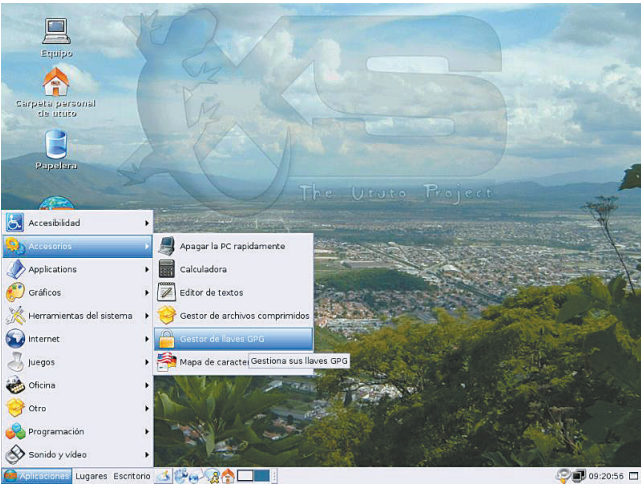 Equipo
Carpeta personal
de ututo
Papelera
XS
The Ututo Project
Accesibilidad
Accesorios
Applications
Gráficos
Herramientas del sistema
Internet
Juegos
Oficina
Otro
Programación
Sonido y vídeo
Apagar la PC rapidamente
Calculadora
Editor de textos
Gestor de archivos comprimidos
Gestor de llaves GPG
Mapa de caracte
Gestiona sus llaves GPG
Aplicaciones Lugares Escritorio
09:20:56